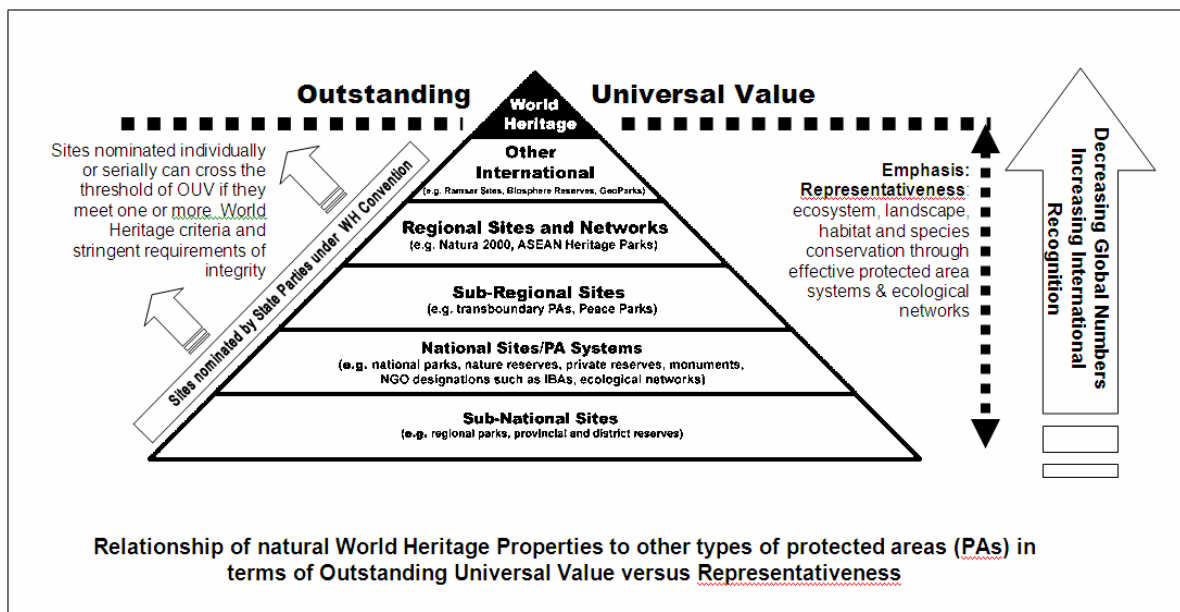 Outstanding
Universal Value
World
Heritage
Sites nominated individually
or serially can cross the
threshold of OUV if they
meet one or more World
Heritage criteria and
stringent requirements of
integrity
Sites nominated by State Parties under WH Convention
Other
International
(e.g. Ramsar Sites, Biosphere Reserves, GeoParks)
Regional Sites and Networks
(e.g. Natura 2000, ASEAN Heritage Parks)
Sub-Regional Sites
(e.g. transboundary PAs, Peace Parks)
National Sites/PA Systems
(e.g. national parks, nature reserves, private reserves, monuments,
NGO designations such as IBAs, ecological networks)
Sub-National Sites
(e.g. regional parks, provincial and district reserves)
Emphasis:
Representativeness:
ecosystem, landscape,
habitat and species
conservation through
effective protected area
systems & ecological
networks
Decreasing Global Numbers
Increasing International
Recognition
Relationship of natural World Heritage Properties to other types of protected areas (PAs) in
terms of Outstanding Universal Value versus Representativeness